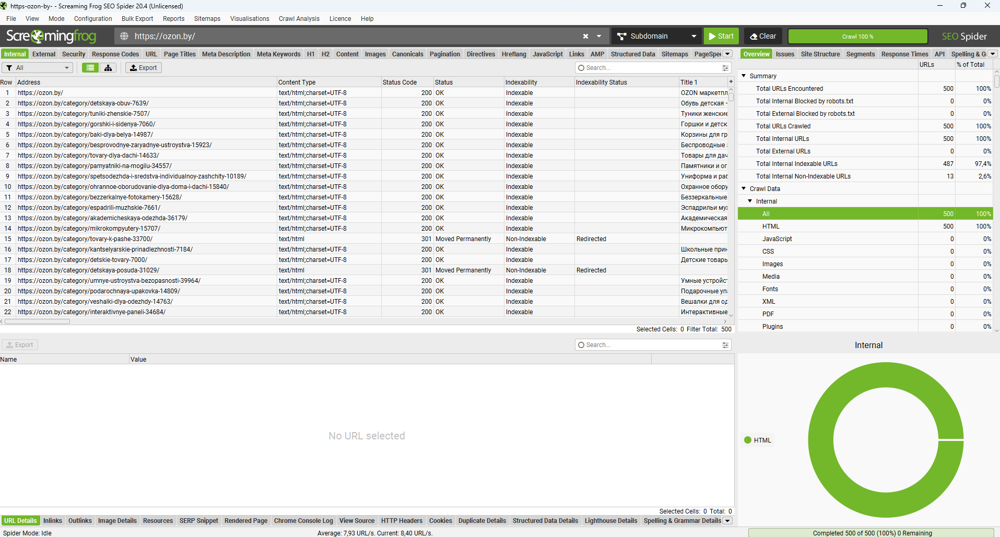 https-ozon-by- - Screaming Frog SEO Spider 20.4 (Unlicensed)
File View Mode Configuration Bulk Export Reports Sitemaps Visualisations Crawl Analysis Licence Help
Screamingfrog https://ozon.by/ Subdomain Start Clear Crawl 100 % SEO Spider
Internal External Security Response Codes URL Page Titles Meta Description Meta Keywords H1 H2 Content Images Canonicals Pagination Directives Hreflang JavaScript Links AMP Structured Data Sitemaps PageSpee
All Export Search...
Row Address Content Type Status Code Status Indexability Indexability Status Title 1
1 https://ozon.by/ text/html;charset=UTF-8 200 OK Indexable OZON маркетпл
2 https://ozon.by/category/detskaya-obuv-7639/ text/html;charset=UTF-8 200 OK Indexable Обувь детская -
3 https://ozon.by/category/tuniki-zhenskie-7507/ text/html;charset=UTF-8 200 OK Indexable Туники женские
4 https://ozon.by/category/gorshki-i-sidenya-7060/ text/html;charset=UTF-8 200 OK Indexable Горшки и детск
5 https://ozon.by/category/baki-dlya-belya-14987/ text/html;charset=UTF-8 200 OK Indexable Корзины для гр
6 https://ozon.by/category/besprovodnye-zaryadnye-ustroystva-15923/ text/html;charset=UTF-8 200 OK Indexable Беспроводные
7 https://ozon.by/category/tovary-dlya-dachi-14633/ text/html;charset=UTF-8 200 OK Indexable Товары для дач
8 https://ozon.by/category/pamyatniki-na-mogilu-34557/ text/html;charset=UTF-8 200 OK Indexable Памятники и ог
9 https://ozon.by/category/spetsodezhda-i-sredstva-individualnoy-zashchity-10189/ text/html;charset=UTF-8 200 OK Indexable Униформа и раб
10 https://ozon.by/category/ohrannoe-oborudovanie-dlya-doma-i-dachi-15840/ text/html;charset=UTF-8 200 OK Indexable Охранное обору
11 https://ozon.by/category/bezzerkalnye-fotokamery-15628/ text/html;charset=UTF-8 200 OK Indexable Беззеркальные
12 https://ozon.by/category/espadrili-muzhskie-7661/ text/html;charset=UTF-8 200 OK Indexable Эспадрильи муж
13 https://ozon.by/category/akademicheskaya-odezhda-36179/ text/html;charset=UTF-8 200 OK Indexable Академическая
14 https://ozon.by/category/mikrokompyutery-15707/ text/html;charset=UTF-8 200 OK Indexable Микрокомпьют
15 https://ozon.by/category/tovary-k-pashe-33700/ text/html 301 Moved Permanently Non-Indexable Redirected
16 https://ozon.by/category/kantselyarskie-prinadlezhnosti-7184/ text/html;charset=UTF-8 200 OK Indexable Школьные прин
17 https://ozon.by/category/detskie-tovary-7000/ text/html;charset=UTF-8 200 OK Indexable Детские товары
18 https://ozon.by/category/detskaya-posuda-31029/ text/html 301 Moved Permanently Non-Indexable Redirected
19 https://ozon.by/category/umnye-ustroystva-bezopasnosti-39964/ text/html;charset=UTF-8 200 OK Indexable Умные устройст
20 https://ozon.by/category/podarochnaya-upakovka-14809/ text/html;charset=UTF-8 200 OK Indexable Подарочные упа
21 https://ozon.by/category/veshalki-dlya-odezhdy-14763/ text/html;charset=UTF-8 200 OK Indexable Вешалки для од
22 https://ozon.by/category/interaktivnye-paneli-34684/ text/html;charset=UTF-8 200 OK Indexable Интерактивные
Selected Cells: 0 Filter Total: 500
Export Search...
Name Value
No URL selected
Selected Cells: 0 Total: 0
URL Details Inlinks Outlinks Image Details Resources SERP Snippet Rendered Page Chrome Console Log View Source HTTP Headers Cookies Duplicate Details Structured Data Details Lighthouse Details Spelling & Grammar Details
Overview Issues Site Structure Segments Response Times API Spelling & G
URLs % of Total
Summary
Total URLs Encountered 500 100%
Total Internal Blocked by robots.txt 0 0%
Total External Blocked by robots.txt 0 0%
Total URLs Crawled 500 100%
Total Internal URLs 500 100%
Total External URLs 0 0%
Total Internal Indexable URLs 487 97,4%
Total Internal Non-Indexable URLs 13 2,6%
Crawl Data
Internal
All 500 100%
HTML 500 100%
JavaScript 0 0%
CSS 0 0%
Images 0 0%
Media 0 0%
Fonts 0 0%
XML 0 0%
PDF 0 0%
Plugins 0 0%
Internal
HTML
Spider Mode: Idle Average: 7,93 URL/s. Current: 8,40 URL/s. Completed 500 of 500 (100%) 0 Remaining